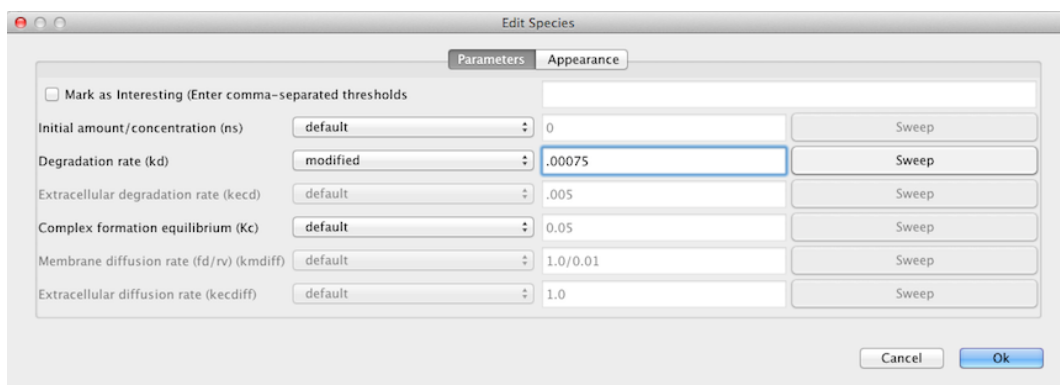 Edit Species
Parameters Appearance
Mark as Interesting (Enter comma-separated thresholds
Initial amount/concentration (ns) default 0 Sweep
Degradation rate (kd) modified .00075 Sweep
Extracellular degradation rate (kecd) default .005 Sweep
Complex formation equilibrium (Kc) default 0.05 Sweep
Membrane diffusion rate (fd/rv) (kmdiff) default 1.0/0.01 Sweep
Extracellular diffusion rate (kecdiff) default 1.0 Sweep
Cancel Ok